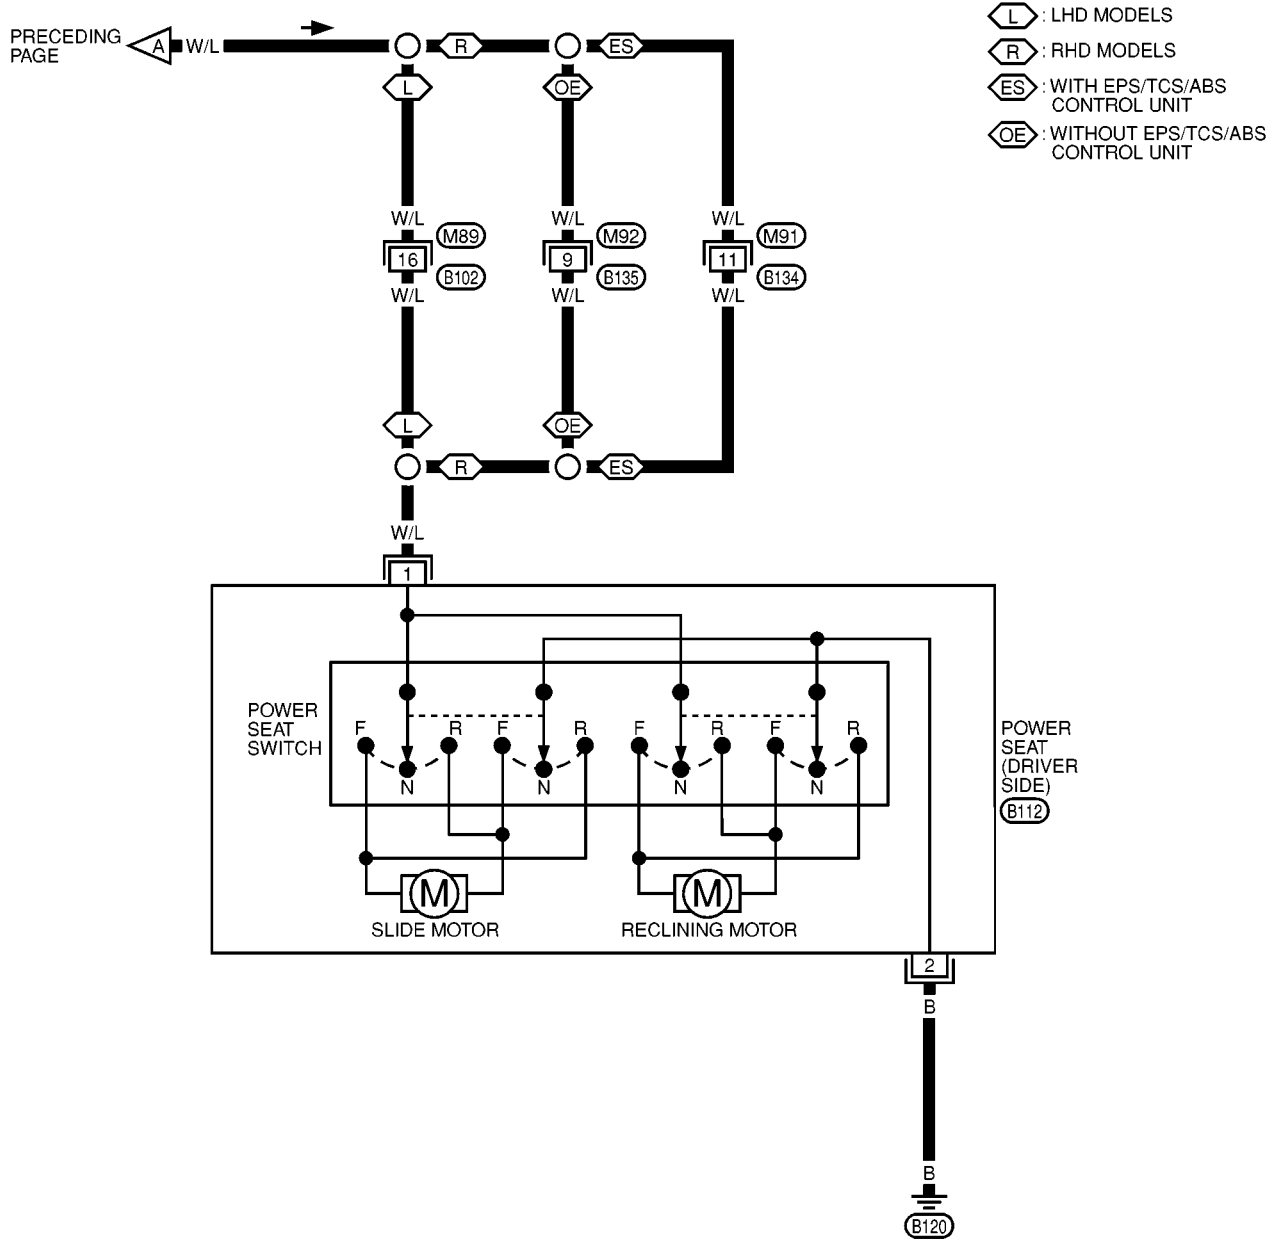 PRECEDING
PAGE
A
W/L
R
ES
L
OE
L : LHD MODELS
R : RHD MODELS
ES : WITH EPS/TCS/ABS
CONTROL UNIT
OE : WITHOUT EPS/TCS/ABS
CONTROL UNIT
W/L
W/L
W/L
M89
M92
M91
16
9
11
B102
B135
B134
W/L
W/L
W/L
L
OE
R
ES
W/L
1
POWER
SEAT
SWITCH
F
R
F
R
F
R
F
R
N
N
N
N
POWER
SEAT
(DRIVER
SIDE)
B112
M
M
SLIDE MOTOR
RECLINING MOTOR
2
B
B
B120